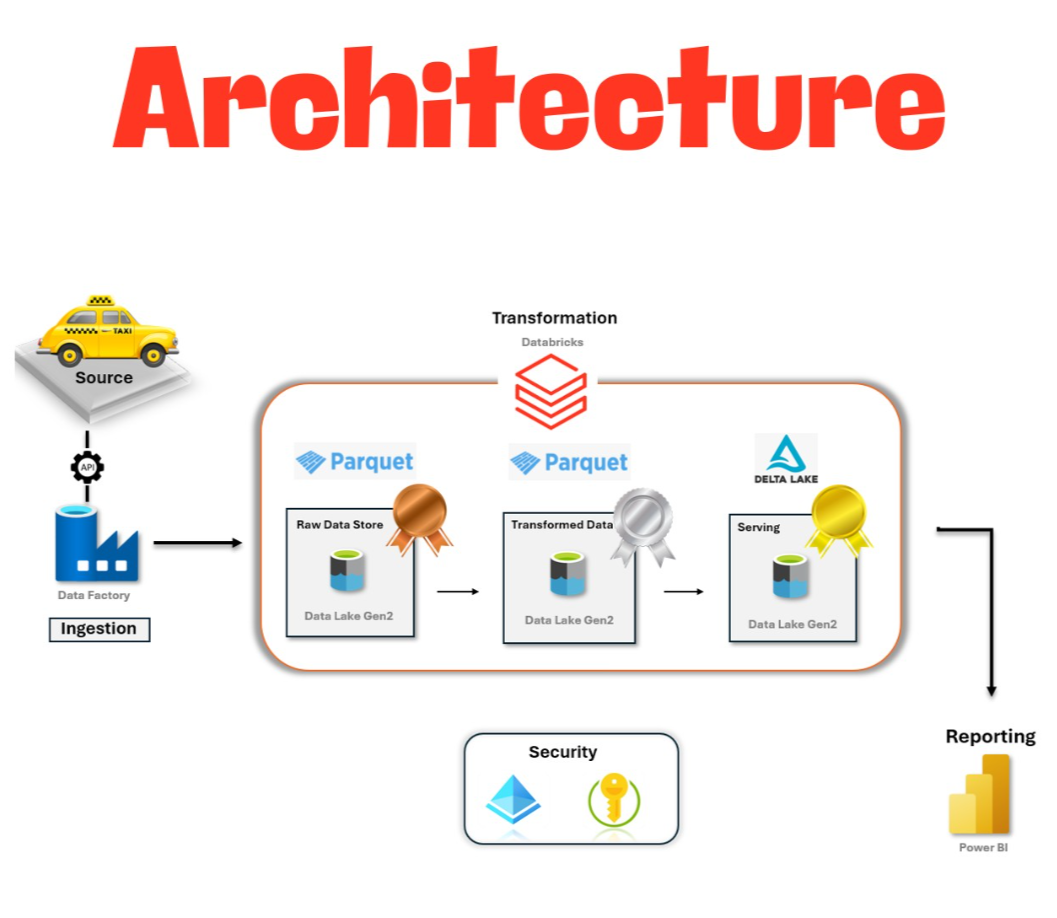 Architecture
TAXI
Source
API
Data Factory
Ingestion
Transformation
Databricks
Parquet
Raw Data Store
Data Lake Gen2
Parquet
Transformed Data
Data Lake Gen2
DELTA LAKE
Serving
Data Lake Gen2
Security
Reporting
Power BI